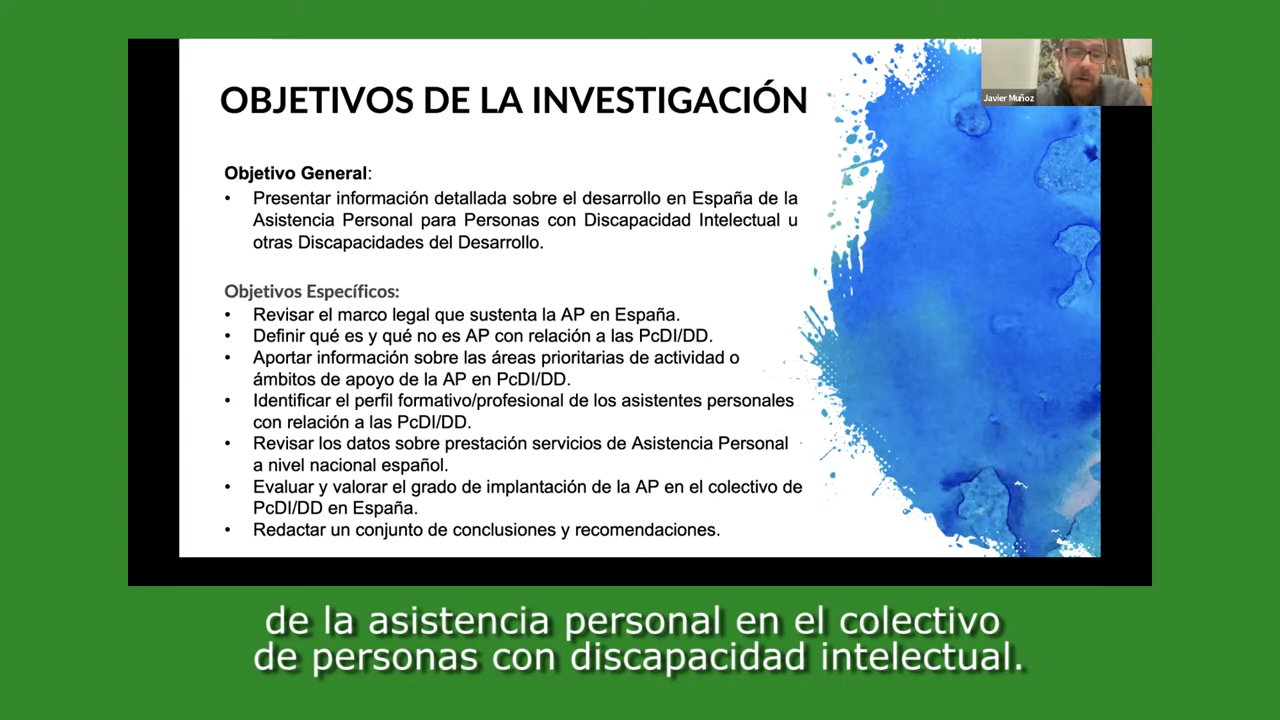 OBJETIVOS DE LA INVESTIGACIÓN
Javier Muñoz
Objetivo General:
• Presentar información detallada sobre el desarrollo en España de la
Asistencia Personal para Personas con Discapacidad Intelectual u
otras Discapacidades del Desarrollo.
Objetivos Específicos:
• Revisar el marco legal que sustenta la AP en España.
• Definir qué es y qué no es AP con relación a las PcDI/DD.
• Aportar información sobre las áreas prioritarias de actividad o
ámbitos de apoyo de la AP en PcDI/DD.
• Identificar el perfil formativo/profesional de los asistentes personales
con relación a las PcDI/DD.
• Revisar los datos sobre prestación servicios de Asistencia Personal
a nivel nacional español.
• Evaluar y valorar el grado de implantación de la AP en el colectivo de
PcDI/DD en España.
• Redactar un conjunto de conclusiones y recomendaciones.
de la asistencia personal en el colectivo
de personas con discapacidad intelectual.